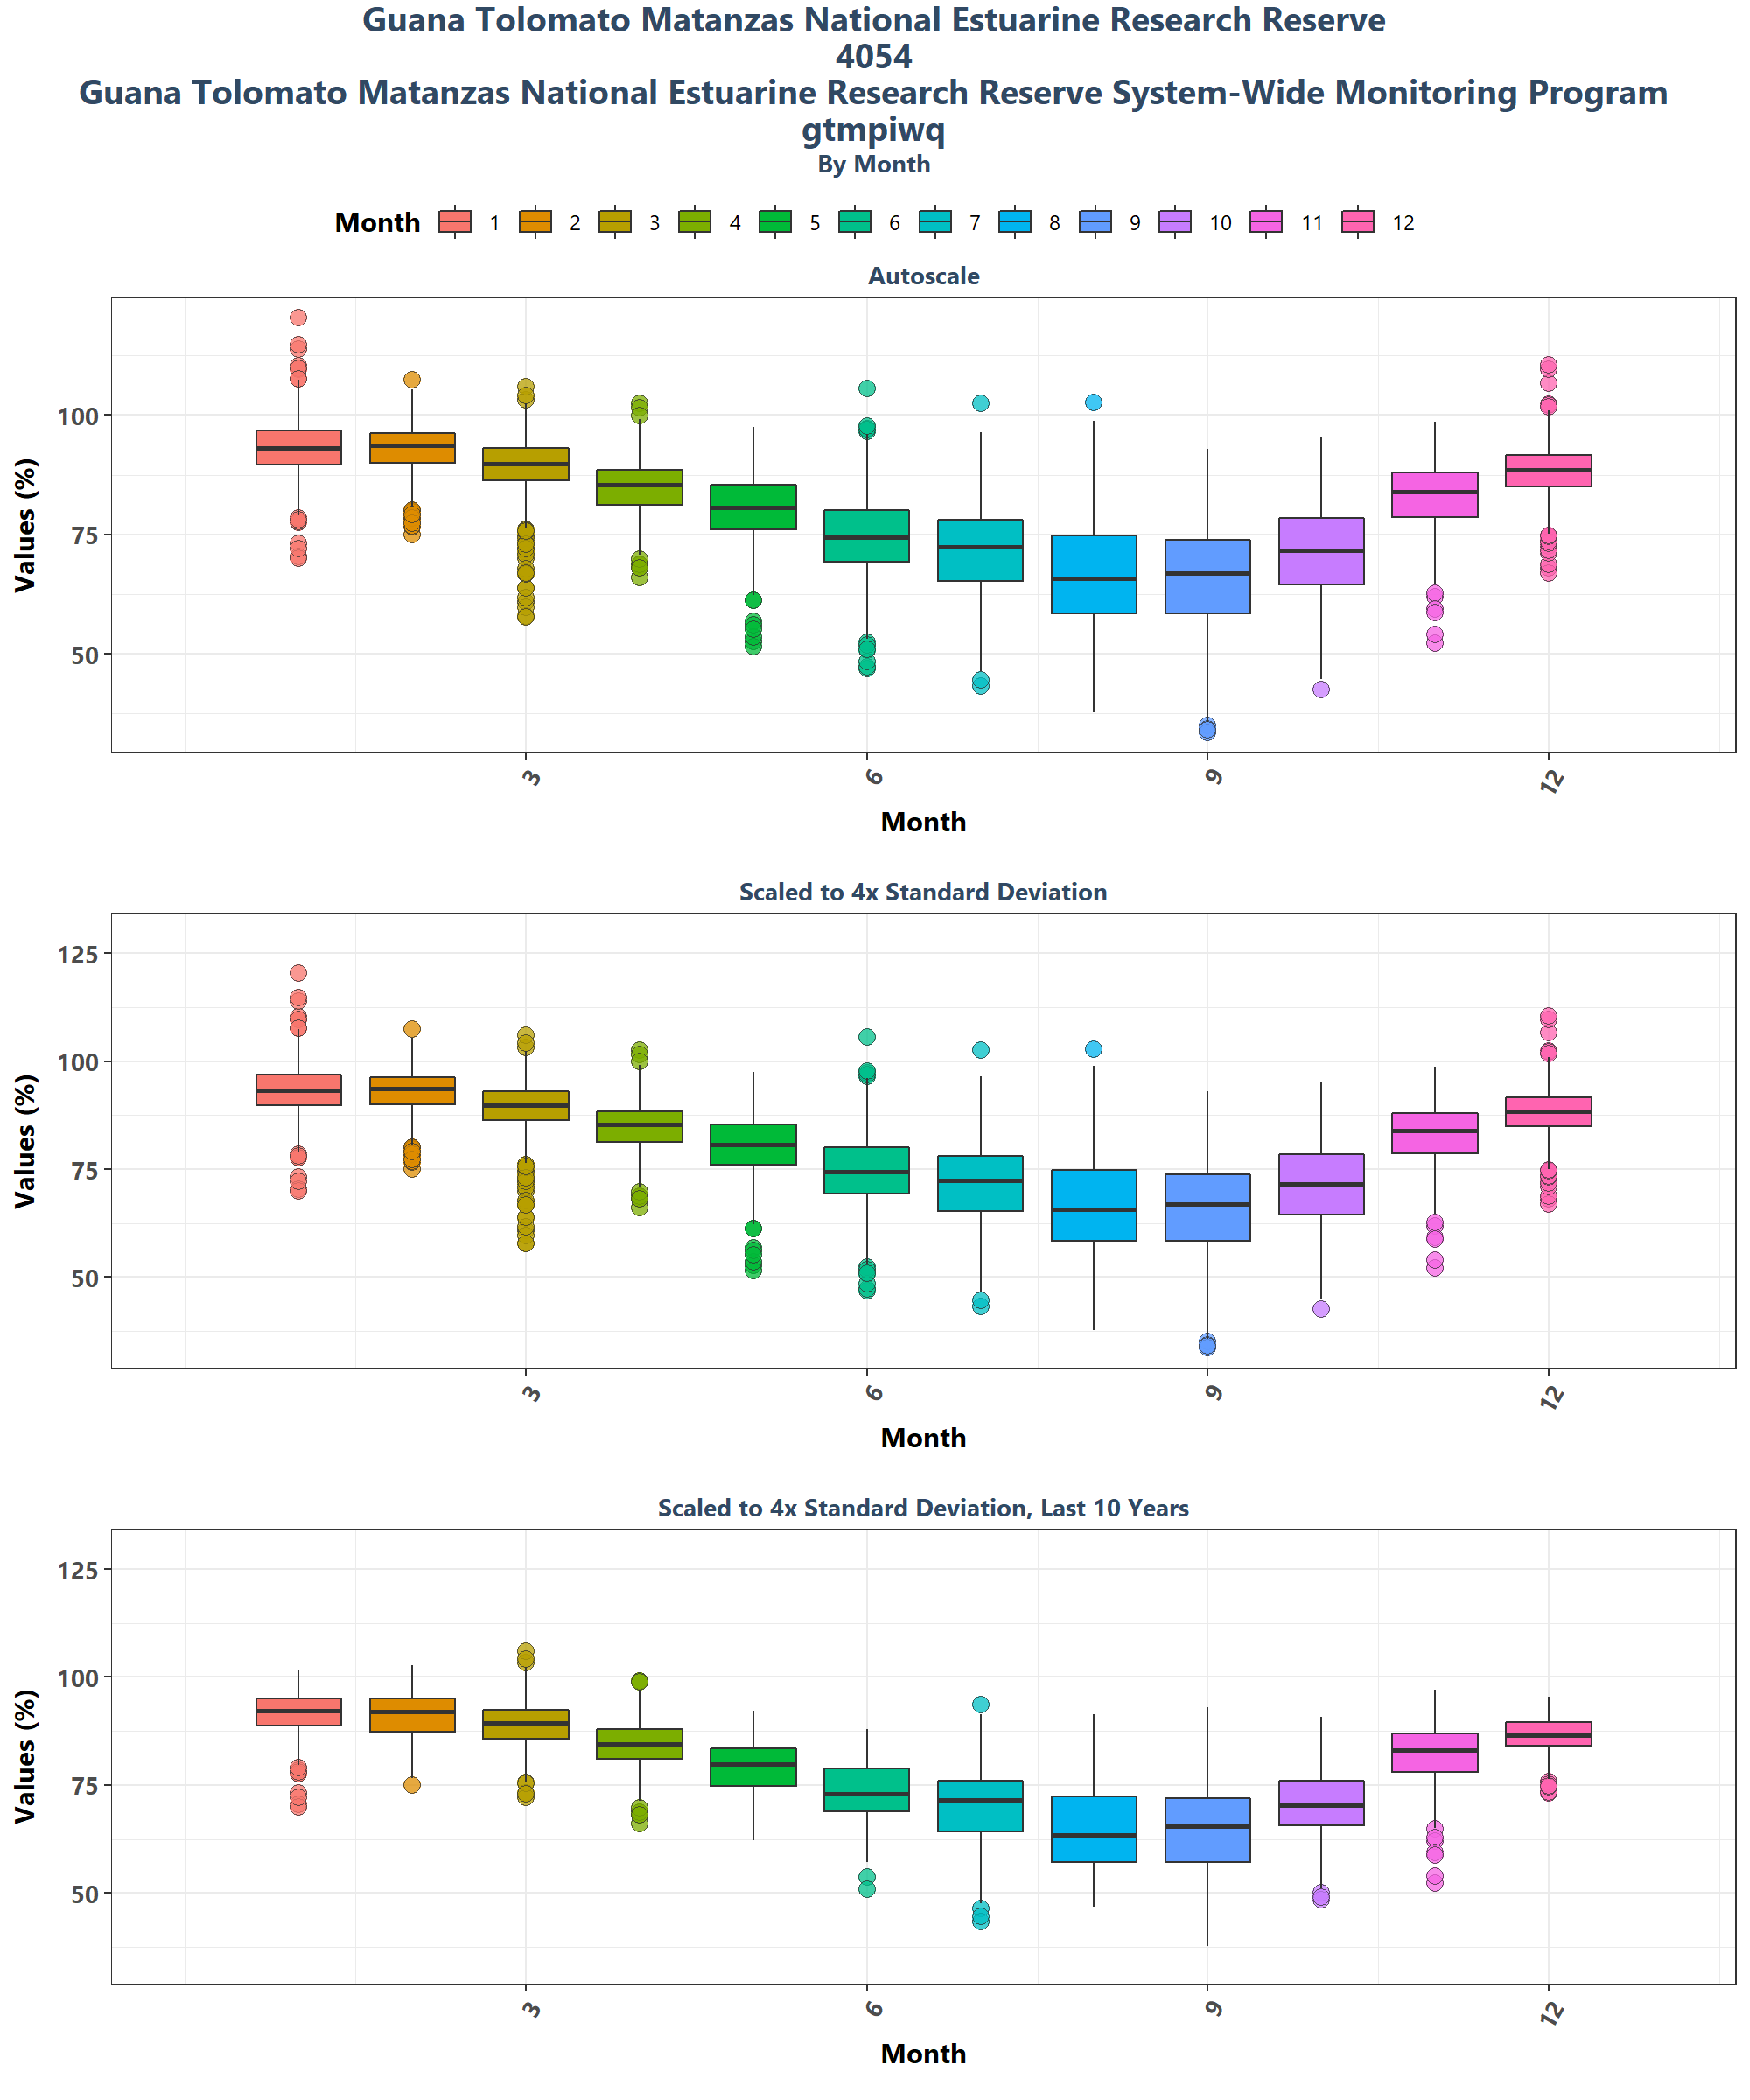 Guana Tolomato Matanzas National Estuarine Research Reserve
4054
Guana Tolomato Matanzas National Estuarine Research Reserve System-Wide Monitoring Program
gtmpiwq
By Month
Month 1 2 3 4 5 6 7 8 9 10 11 12
Autoscale
Values (%)
100
75
50
3 6 9 12
Month
Scaled to 4x Standard Deviation
Values (%)
125
100
75
50
3 6 9 12
Month
Scaled to 4x Standard Deviation, Last 10 Years
Values (%)
125
100
75
50
3 6 9 12
Month